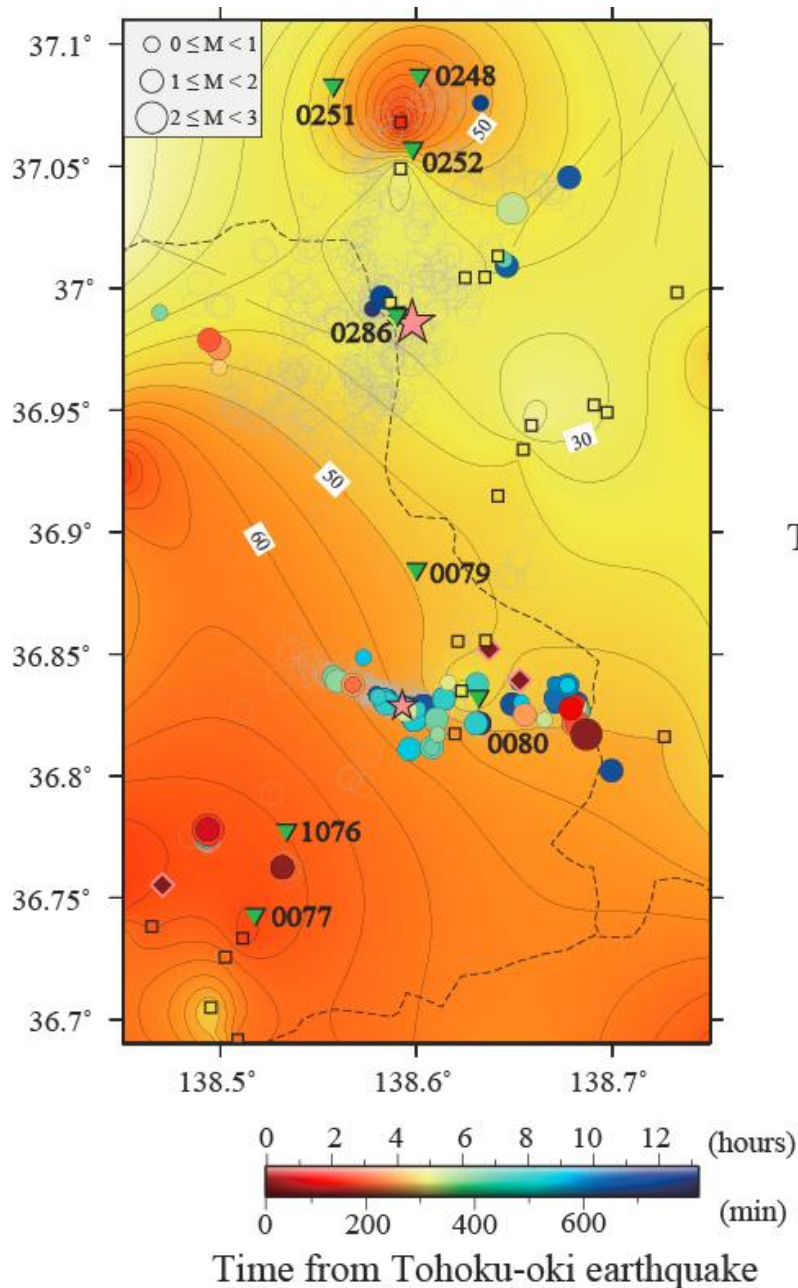 0 ≤ M < 1
1 ≤ M < 2
2 ≤ M < 3
37.1°
0248
0251
50
0252
37.05°
37°
0286
36.95°
30
50
60
36.9°
0079
T
36.85°
0080
36.8°
1076
36.75°
0077
36.7°
138.5° 138.6° 138.7°
0 2 4 6 8 10 12 (hours)
0 200 400 600 (min)
Time from Tohoku-oki earthquake